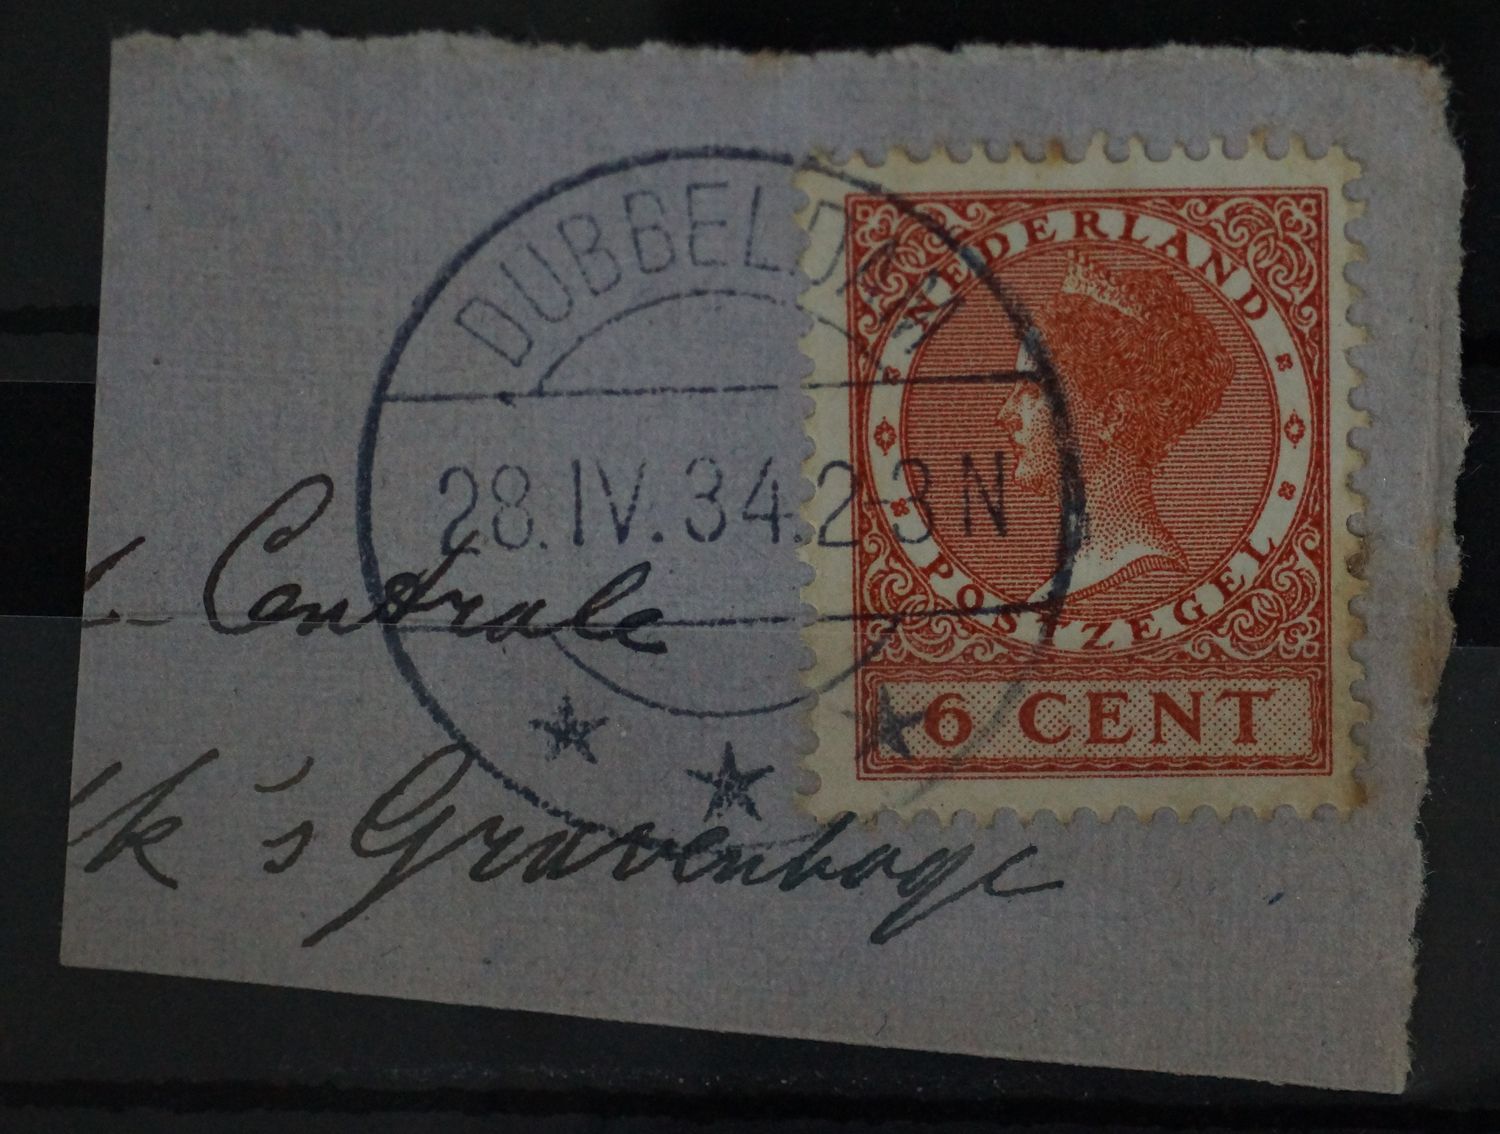 DUBBELDAM
28.IV.34.2-3N
NEDERLAND
POSTZEGEL
6 CENT
Centrale
k 's Gravenhage